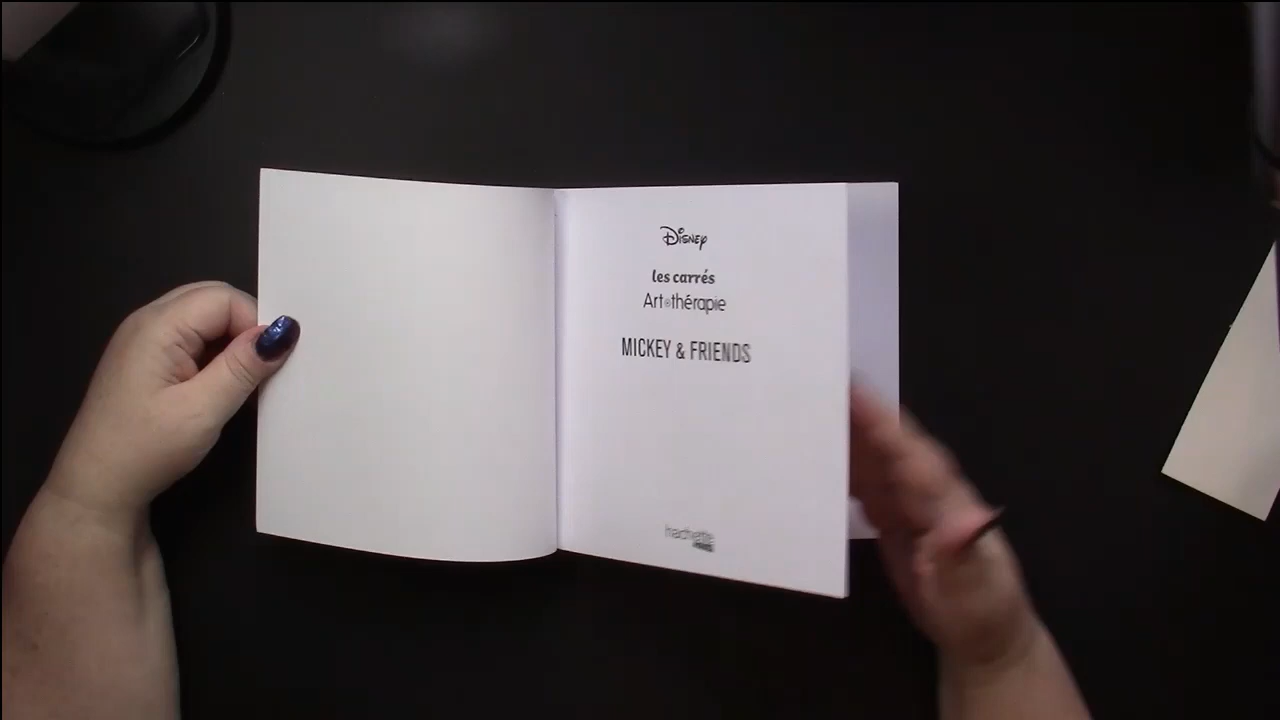 Disney
les carrés
Art thérapie
MICKEY & FRIENDS
hachette